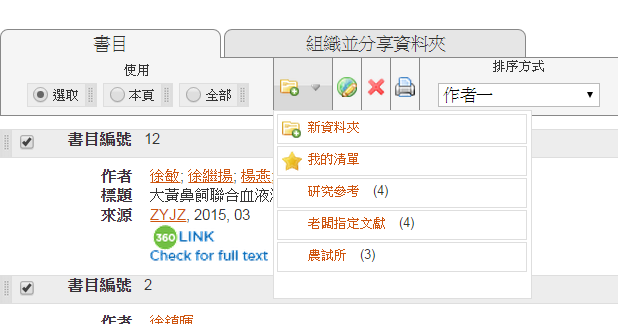 書目 組織並分享資料夾
使用
選取 本頁 全部
排序方式
作者一
新資料夾
我的清單
研究參考 (4)
老闆指定文獻 (4)
農試所 (3)
書目編號 12
作者 徐敏; 徐繼揚; 楊燕;
標題 大黃鼻飼聯合血液
來源 ZYJZ, 2015, 03
360 LINK
Check for full text
書目編號 2
作者 徐鎮暉